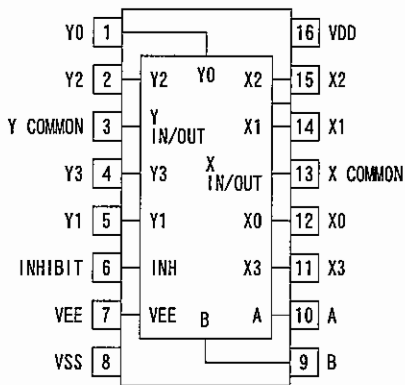 Y0 1 16 VDD
Y0
Y2 2 Y2 X2 15 X2
Y COMMON 3 Y IN/OUT X1 14 X1
Y3 4 Y3 X IN/OUT 13 X COMMON
Y1 5 Y1 X0 12 X0
INHIBIT 6 INH X3 11 X3
VEE 7 VEE B A 10 A
VSS 8 9 B